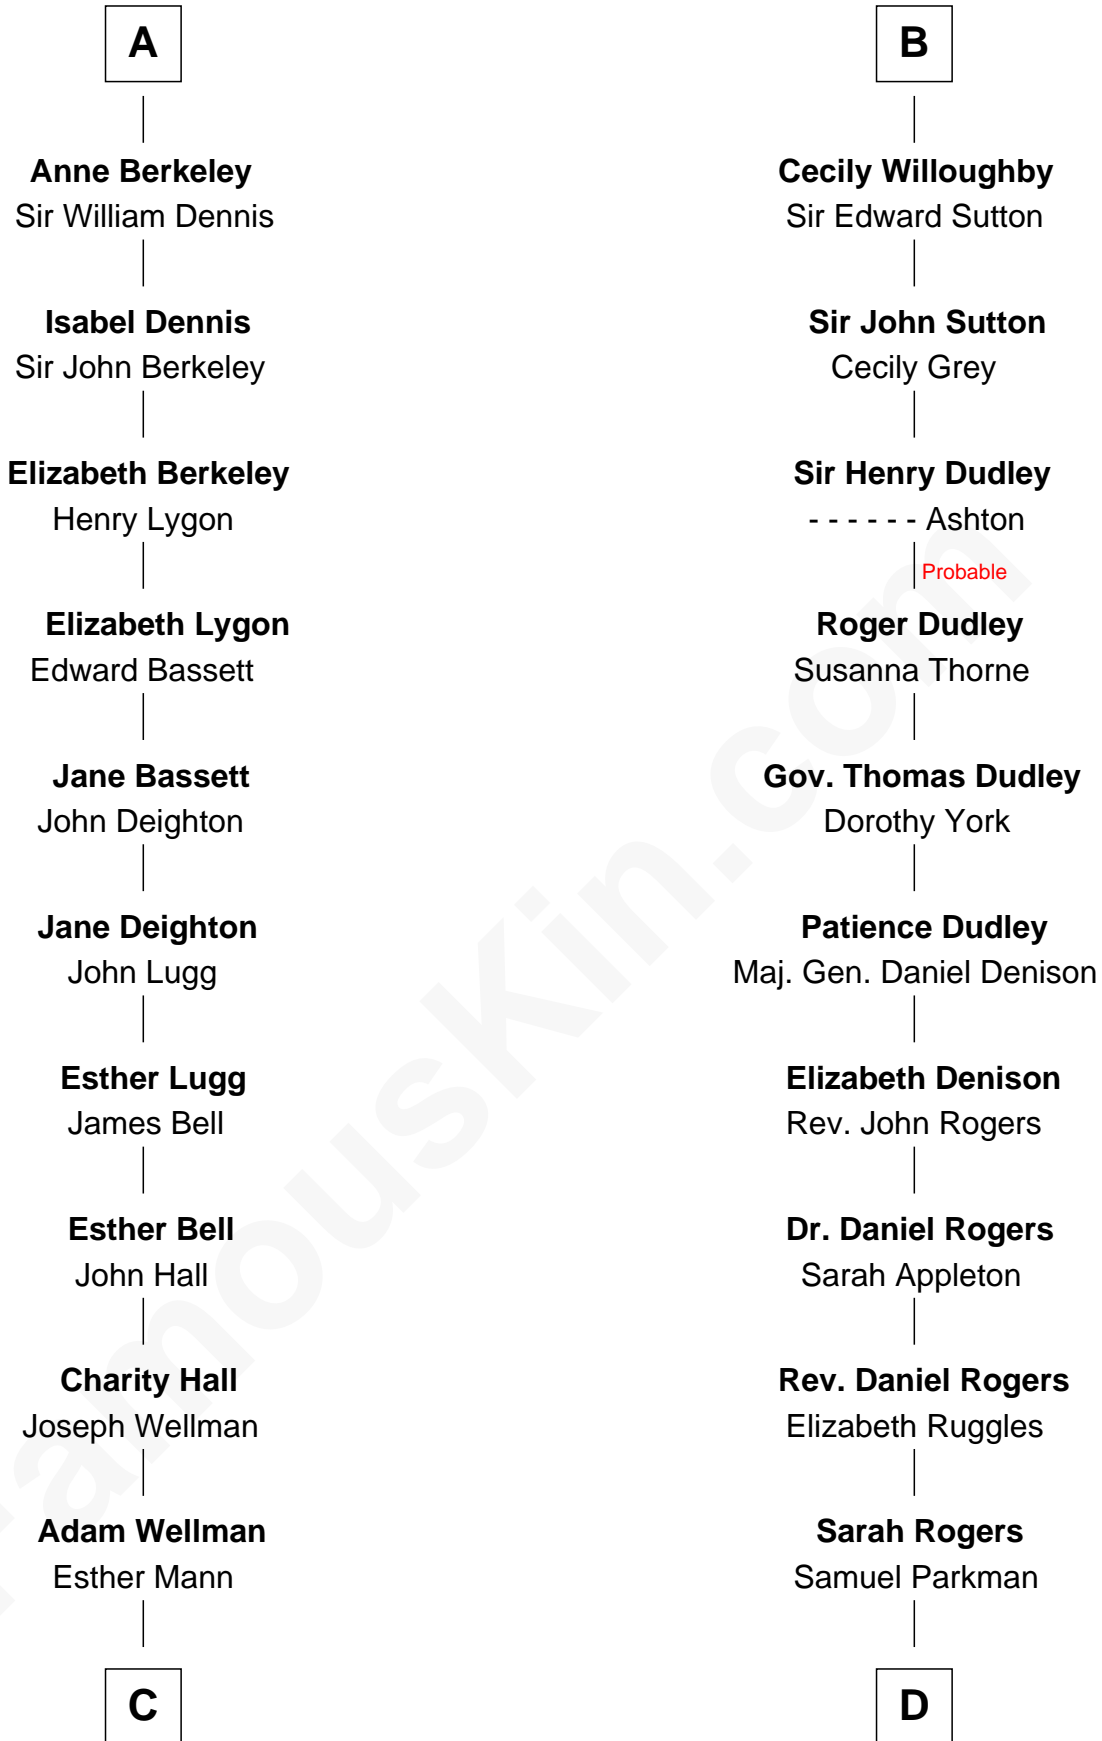 A
Anne Berkeley
Sir William Dennis
Isabel Dennis
Sir John Berkeley
Elizabeth Berkeley
Henry Lygon
Elizabeth Lygon
Edward Bassett
Jane Bassett
John Deighton
Jane Deighton
John Lugg
Esther Lugg
James Bell
Esther Bell
John Hall
Charity Hall
Joseph Wellman
Adam Wellman
Esther Mann
C
B
Cecily Willoughby
Sir Edward Sutton
Sir John Sutton
Cecily Grey
Sir Henry Dudley
- - - - - - Ashton
Probable
Roger Dudley
Susanna Thorne
Gov. Thomas Dudley
Dorothy York
Patience Dudley
Maj. Gen. Daniel Denison
Elizabeth Denison
Rev. John Rogers
Dr. Daniel Rogers
Sarah Appleton
Rev. Daniel Rogers
Elizabeth Ruggles
Sarah Rogers
Samuel Parkman
D
FamousKin.com